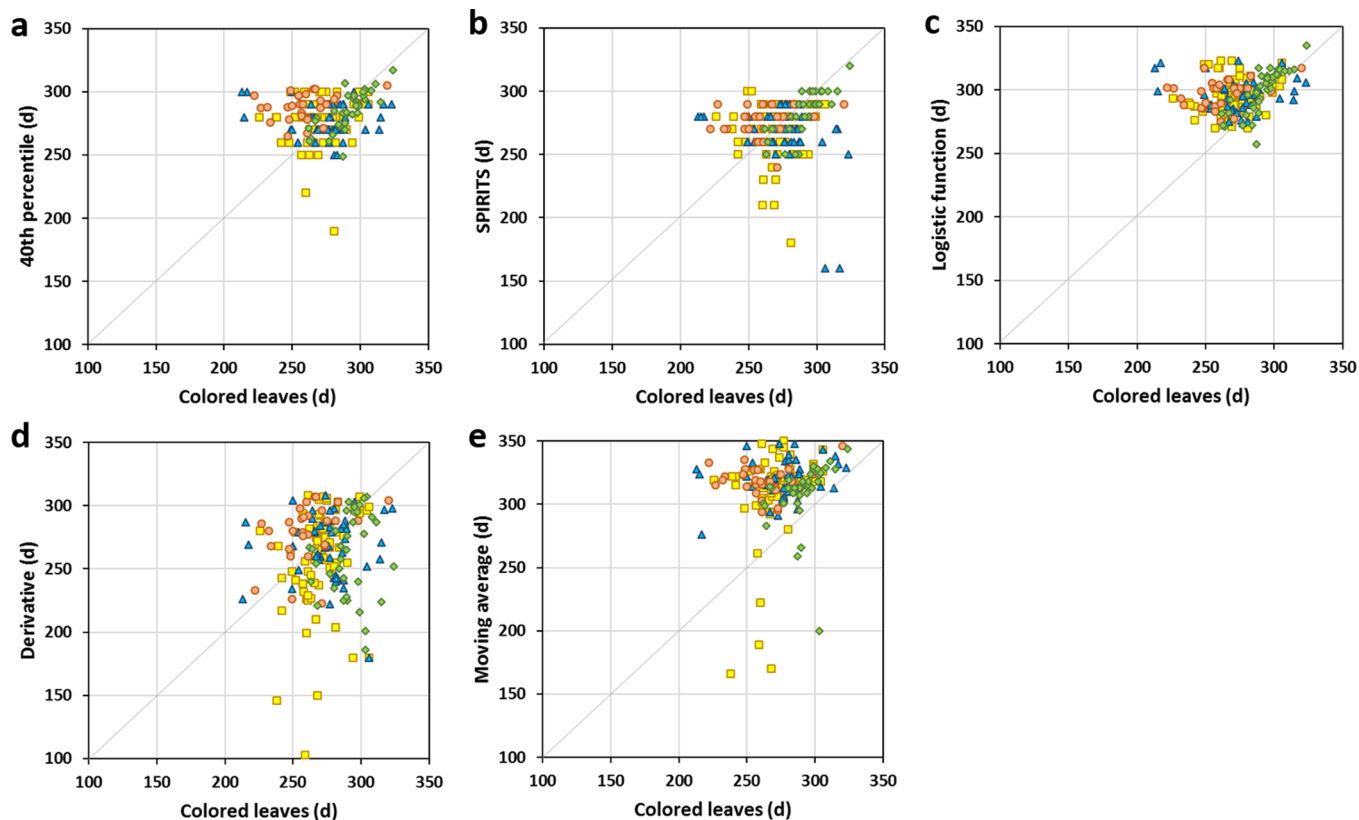 a
350
300
250
200
150
100
40th percentile (d)
100 150 200 250 300 350
Colored leaves (d)
b
350
300
250
200
150
100
SPIRITS (d)
100 150 200 250 300 350
Colored leaves (d)
c
350
300
250
200
150
100
Logistic function (d)
100 150 200 250 300 350
Colored leaves (d)
d
350
300
250
200
150
100
Derivative (d)
100 150 200 250 300 350
Colored leaves (d)
e
350
300
250
200
150
100
Moving average (d)
100 150 200 250 300 350
Colored leaves (d)